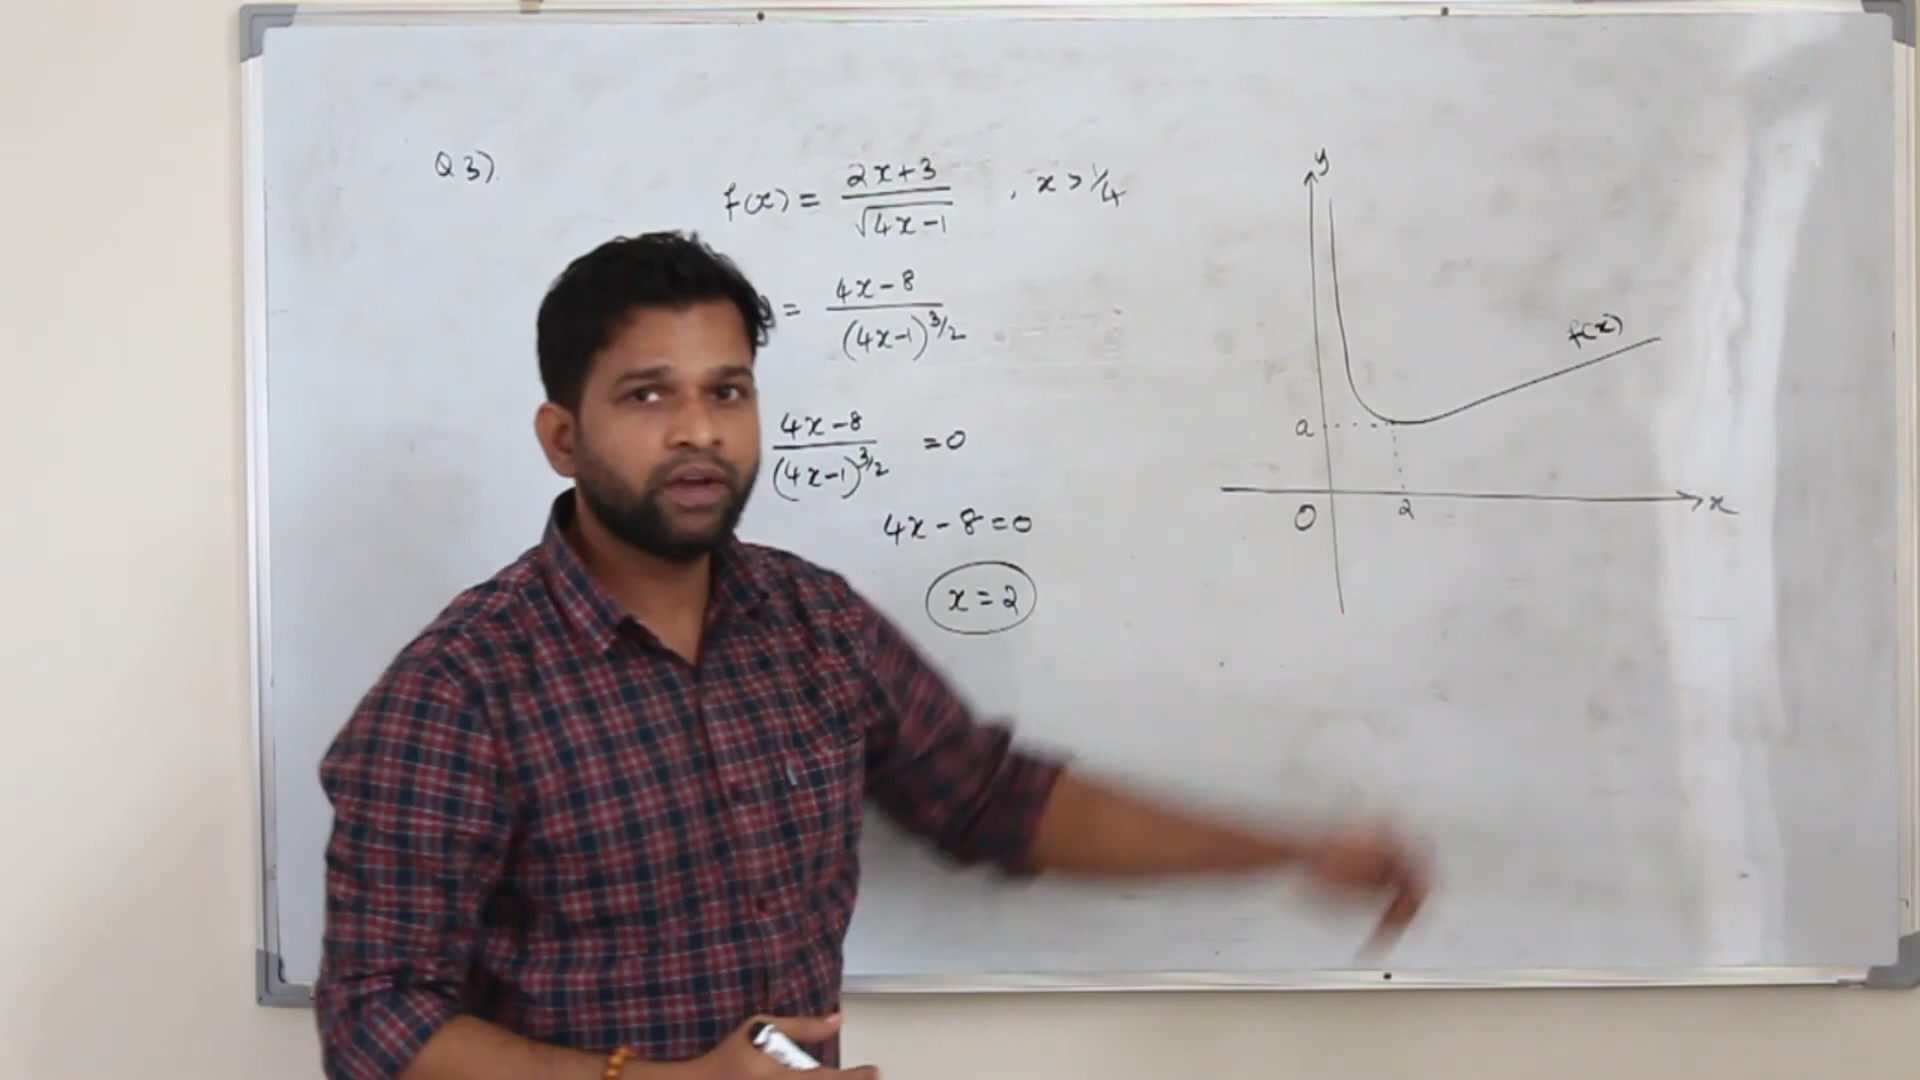 Q3)
f(x) = 2x+3 / √4x-1 , x > 1/4
= 4x-8 / (4x-1)^3/2
4x-8 / (4x-1)^3/2 = 0
4x-8=0
x = 2
y
f(x)
a
O
2
x